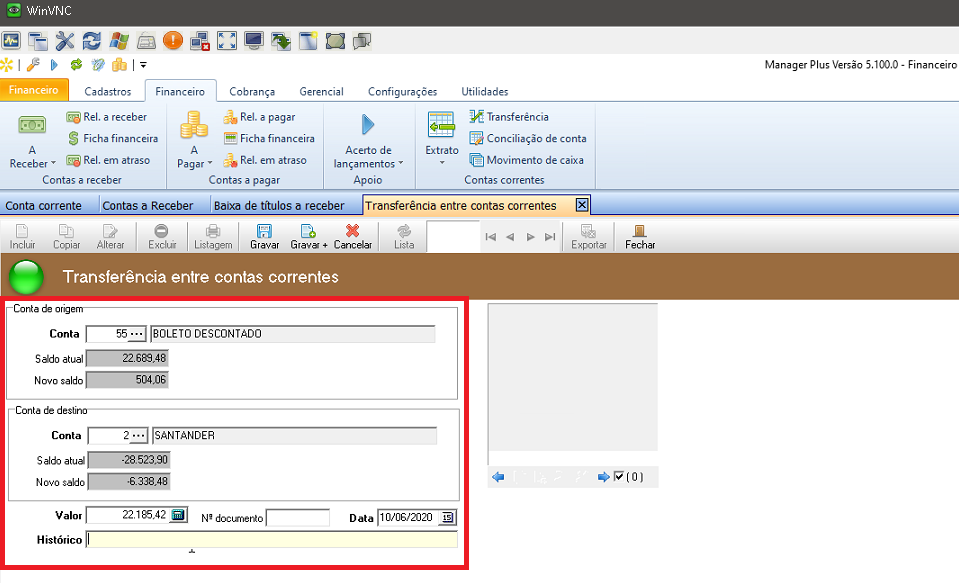 WinVNC
Manager Plus Versão 5.100.0 - Financeiro
Financeiro Cadastros Financeiro Cobrança Gerencial Configurações Utilidades
A Receber
Rel. a receber
Ficha financeira
Rel. em atraso
Contas a receber
A Pagar
Rel. a pagar
Ficha financeira
Rel. em atraso
Contas a pagar
Acerto de lançamentos
Apoio
Extrato
Transferência
Conciliação de conta
Movimento de caixa
Contas correntes
Conta corrente Contas a Receber Baixa de títulos a receber Transferência entre contas correntes
Incluir Copiar Alterar Excluir Listagem Gravar Gravar + Cancelar Lista Exportar Fechar
Transferência entre contas correntes
Conta de origem
Conta 55 ... BOLETO DESCONTADO
Saldo atual 22.689,48
Novo saldo 504,06
Conta de destino
Conta 2 ... SANTANDER
Saldo atual -28.523,90
Novo saldo -6.338,48
( 0 )
Valor 22.185,42 Nº documento Data 10/06/2020 15
Histórico